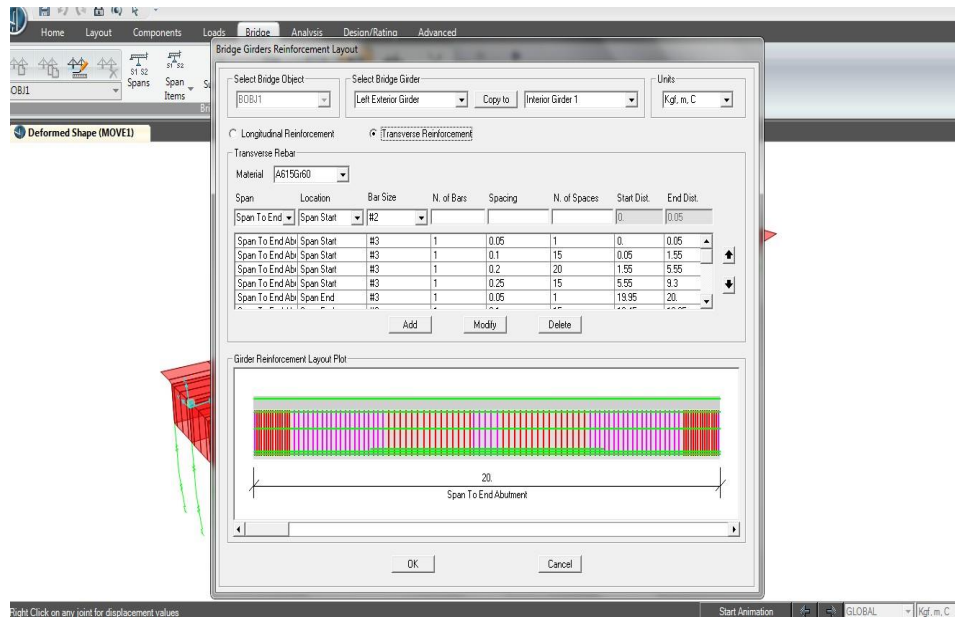 Home Layout Components Loads Bridge Analysis Design/Rating Advanced
Bridge Girders Reinforcement Layout
S1 S2
Spans
S1 S2
Span Items
OBJ1
Deformed Shape (MOVE1)
Select Bridge Object
BOBJ1
Select Bridge Girder
Left Exterior Girder Copy to Interior Girder 1
Units
Kgf, m, C
Longitudinal Reinforcement Transverse Reinforcement
Transverse Rebar
Material A615Gr60
Span Location Bar Size N. of Bars Spacing N. of Spaces Start Dist. End Dist.
Span To End Span Start #2 0. 0.05
Span To End Ab Span Start #3 1 0.05 1 0. 0.05
Span To End Ab Span Start #3 1 0.1 15 0.05 1.55
Span To End Ab Span Start #3 1 0.2 20 1.55 5.55
Span To End Ab Span Start #3 1 0.25 15 5.55 9.3
Span To End Ab Span End #3 1 0.05 1 19.95 20.
Add Modify Delete
Girder Reinforcement Layout Plot
20.
Span To End Abutment
OK Cancel
Right Click on any joint for displacement values
Start Animation GLOBAL Kgf, m, C